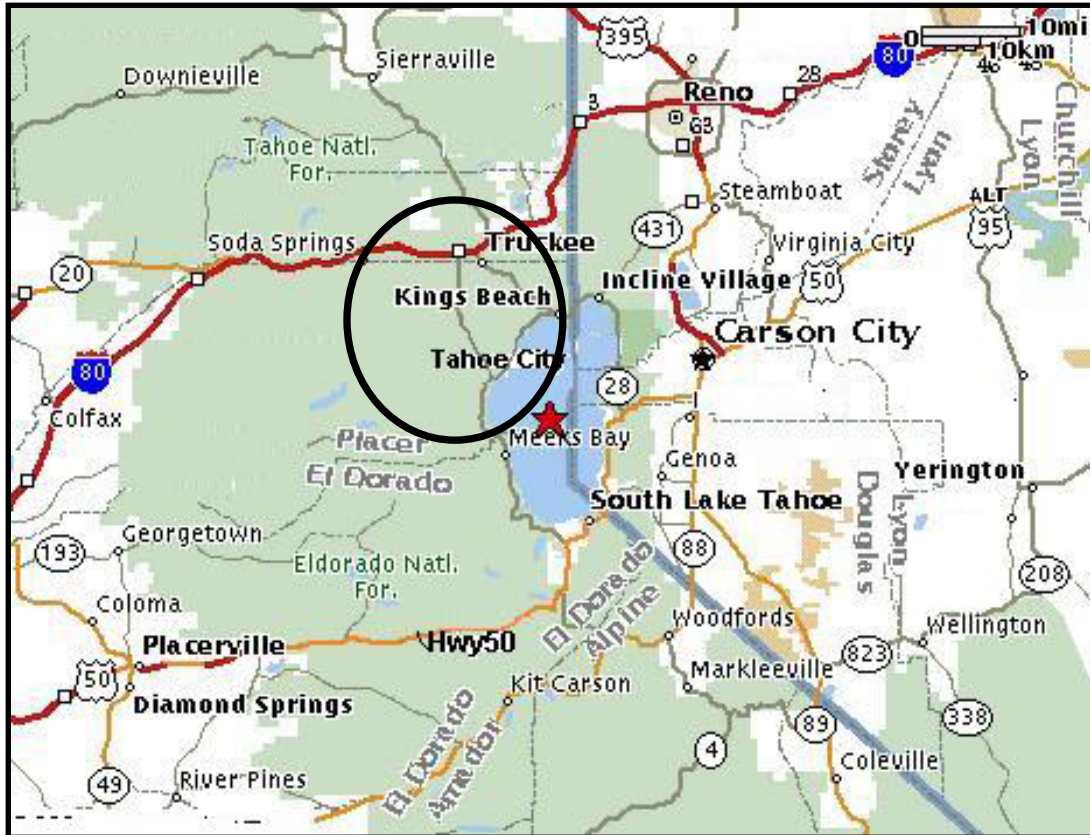 395
0
10mi
10km
80
46
48
Sierraville
Downieville
28
Reno
3
63
Storey
Lyon
Lyon
Churchill
Tahoe Natl.
For.
Steamboat
ALT
95
431
Soda Springs
Truckee
Virginia City
20
50
Kings Beach
Incline Village
Carson City
Tahoe City
80
28
Colfax
Placer
El Dorado
Meeks Bay
Genoa
Yerington
South Lake Tahoe
Douglas
Lyon
Georgetown
193
88
Eldorado Natl.
For.
208
El Dorado
Alpine
Coloma
Woodfords
Wellington
Placerville
Hwy50
823
50
Markleeville
Kit Carson
Diamond Springs
El Dorado
Amador
338
89
4
Coleville
49
River Pines